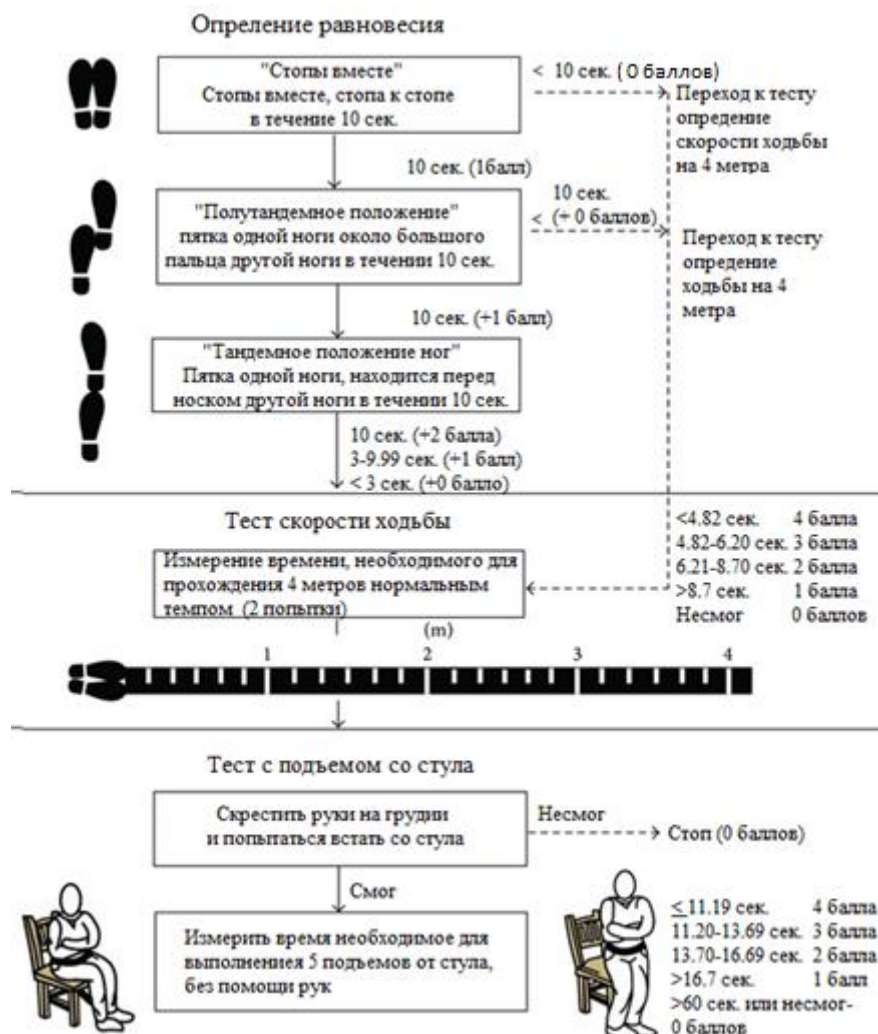 Опреление равновесия
"Стопы вместе"
Стопы вместе, стопа к стопе
в течение 10 сек.
< 10 сек. (0 баллов)
Переход к тесту
опредение
скорости ходьбы
на 4 метра
10 сек. (1балл)
"Полутандемное положение"
пятка одной ноги около большого
пальца другой ноги в течении 10 сек.
10 сек.
< (+ 0 баллов)
Переход к тесту
опредение
ходьбы на 4
метра
10 сек. (+1 балл)
"Тандемное положение ног"
Пятка одной ноги, находится перед
носком другой ноги в течении 10 сек.
10 сек. (+2 балла)
3-9.99 сек. (+1 балл)
< 3 сек. (+0 балло)
Тест скорости ходьбы
Измерение времени, необходимого для
прохождения 4 метров нормальным
темпом (2 попытки)
<4.82 сек. 4 балла
4.82-6.20 сек. 3 балла
6.21-8.70 сек. 2 балла
>8.7 сек. 1 балла
Несмог 0 баллов
(m)
1 2 3 4
Тест с подъемом со стула
Скрестить руки на грудии
и попытаться встать со стула
Несмог
Стоп (0 баллов)
Смог
Измерить время необходимое для
выполнениея 5 подъемов от стула,
без помощи рук
≤ 11.19 сек. 4 балла
11.20-13.69 сек. 3 балла
13.70-16.69 сек. 2 балла
>16.7 сек. 1 балл
>60 сек. или несмог-
0 баллов